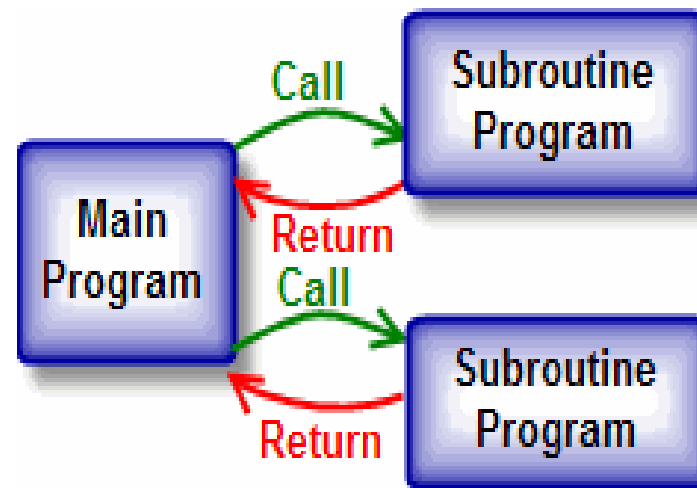 Call
Subroutine
Program
Main
Program
Return
Call
Subroutine
Program
Return